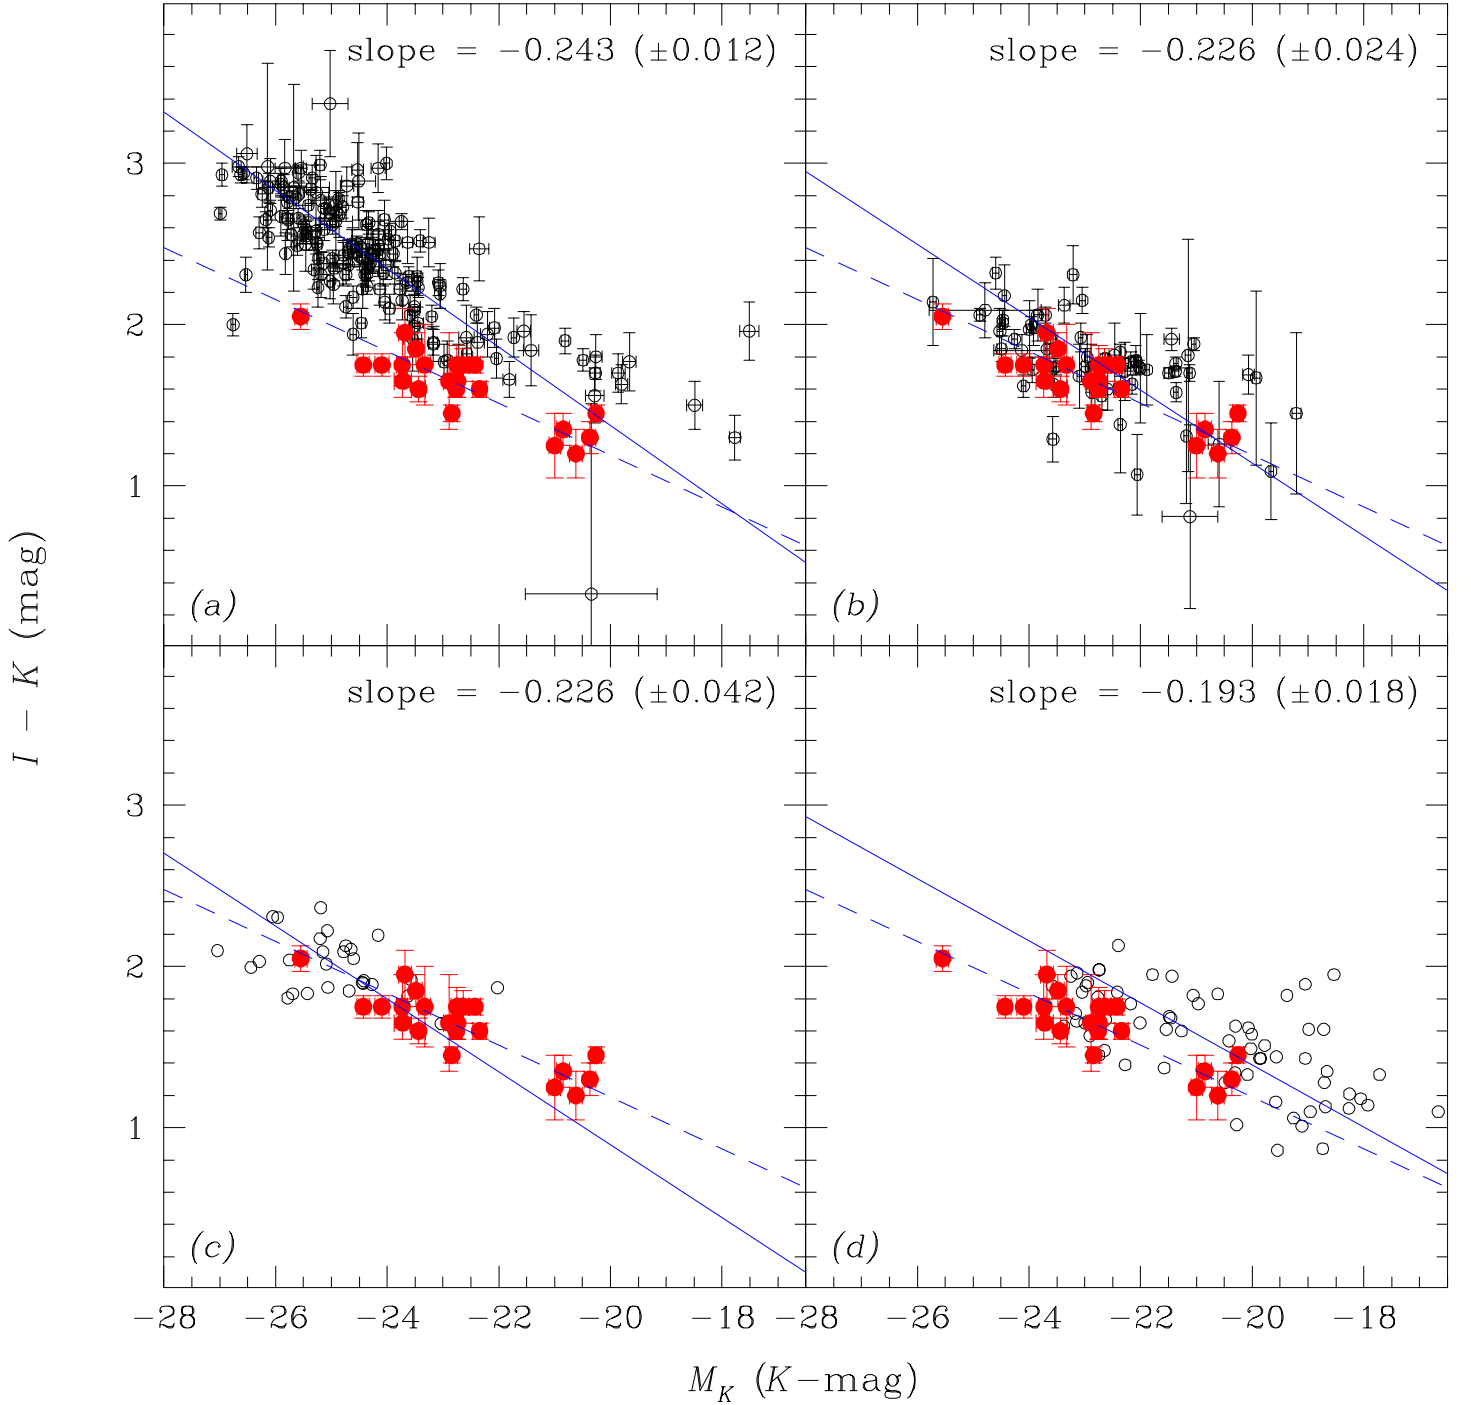 slope = −0.243 (±0.012)
slope = −0.226 (±0.024)
3
2
1
(a)
(b)
I − K (mag)
slope = −0.226 (±0.042)
slope = −0.193 (±0.018)
3
2
1
(c)
(d)
−28 −26 −24 −22 −20 −18 −28 −26 −24 −22 −20 −18
M_K (K−mag)